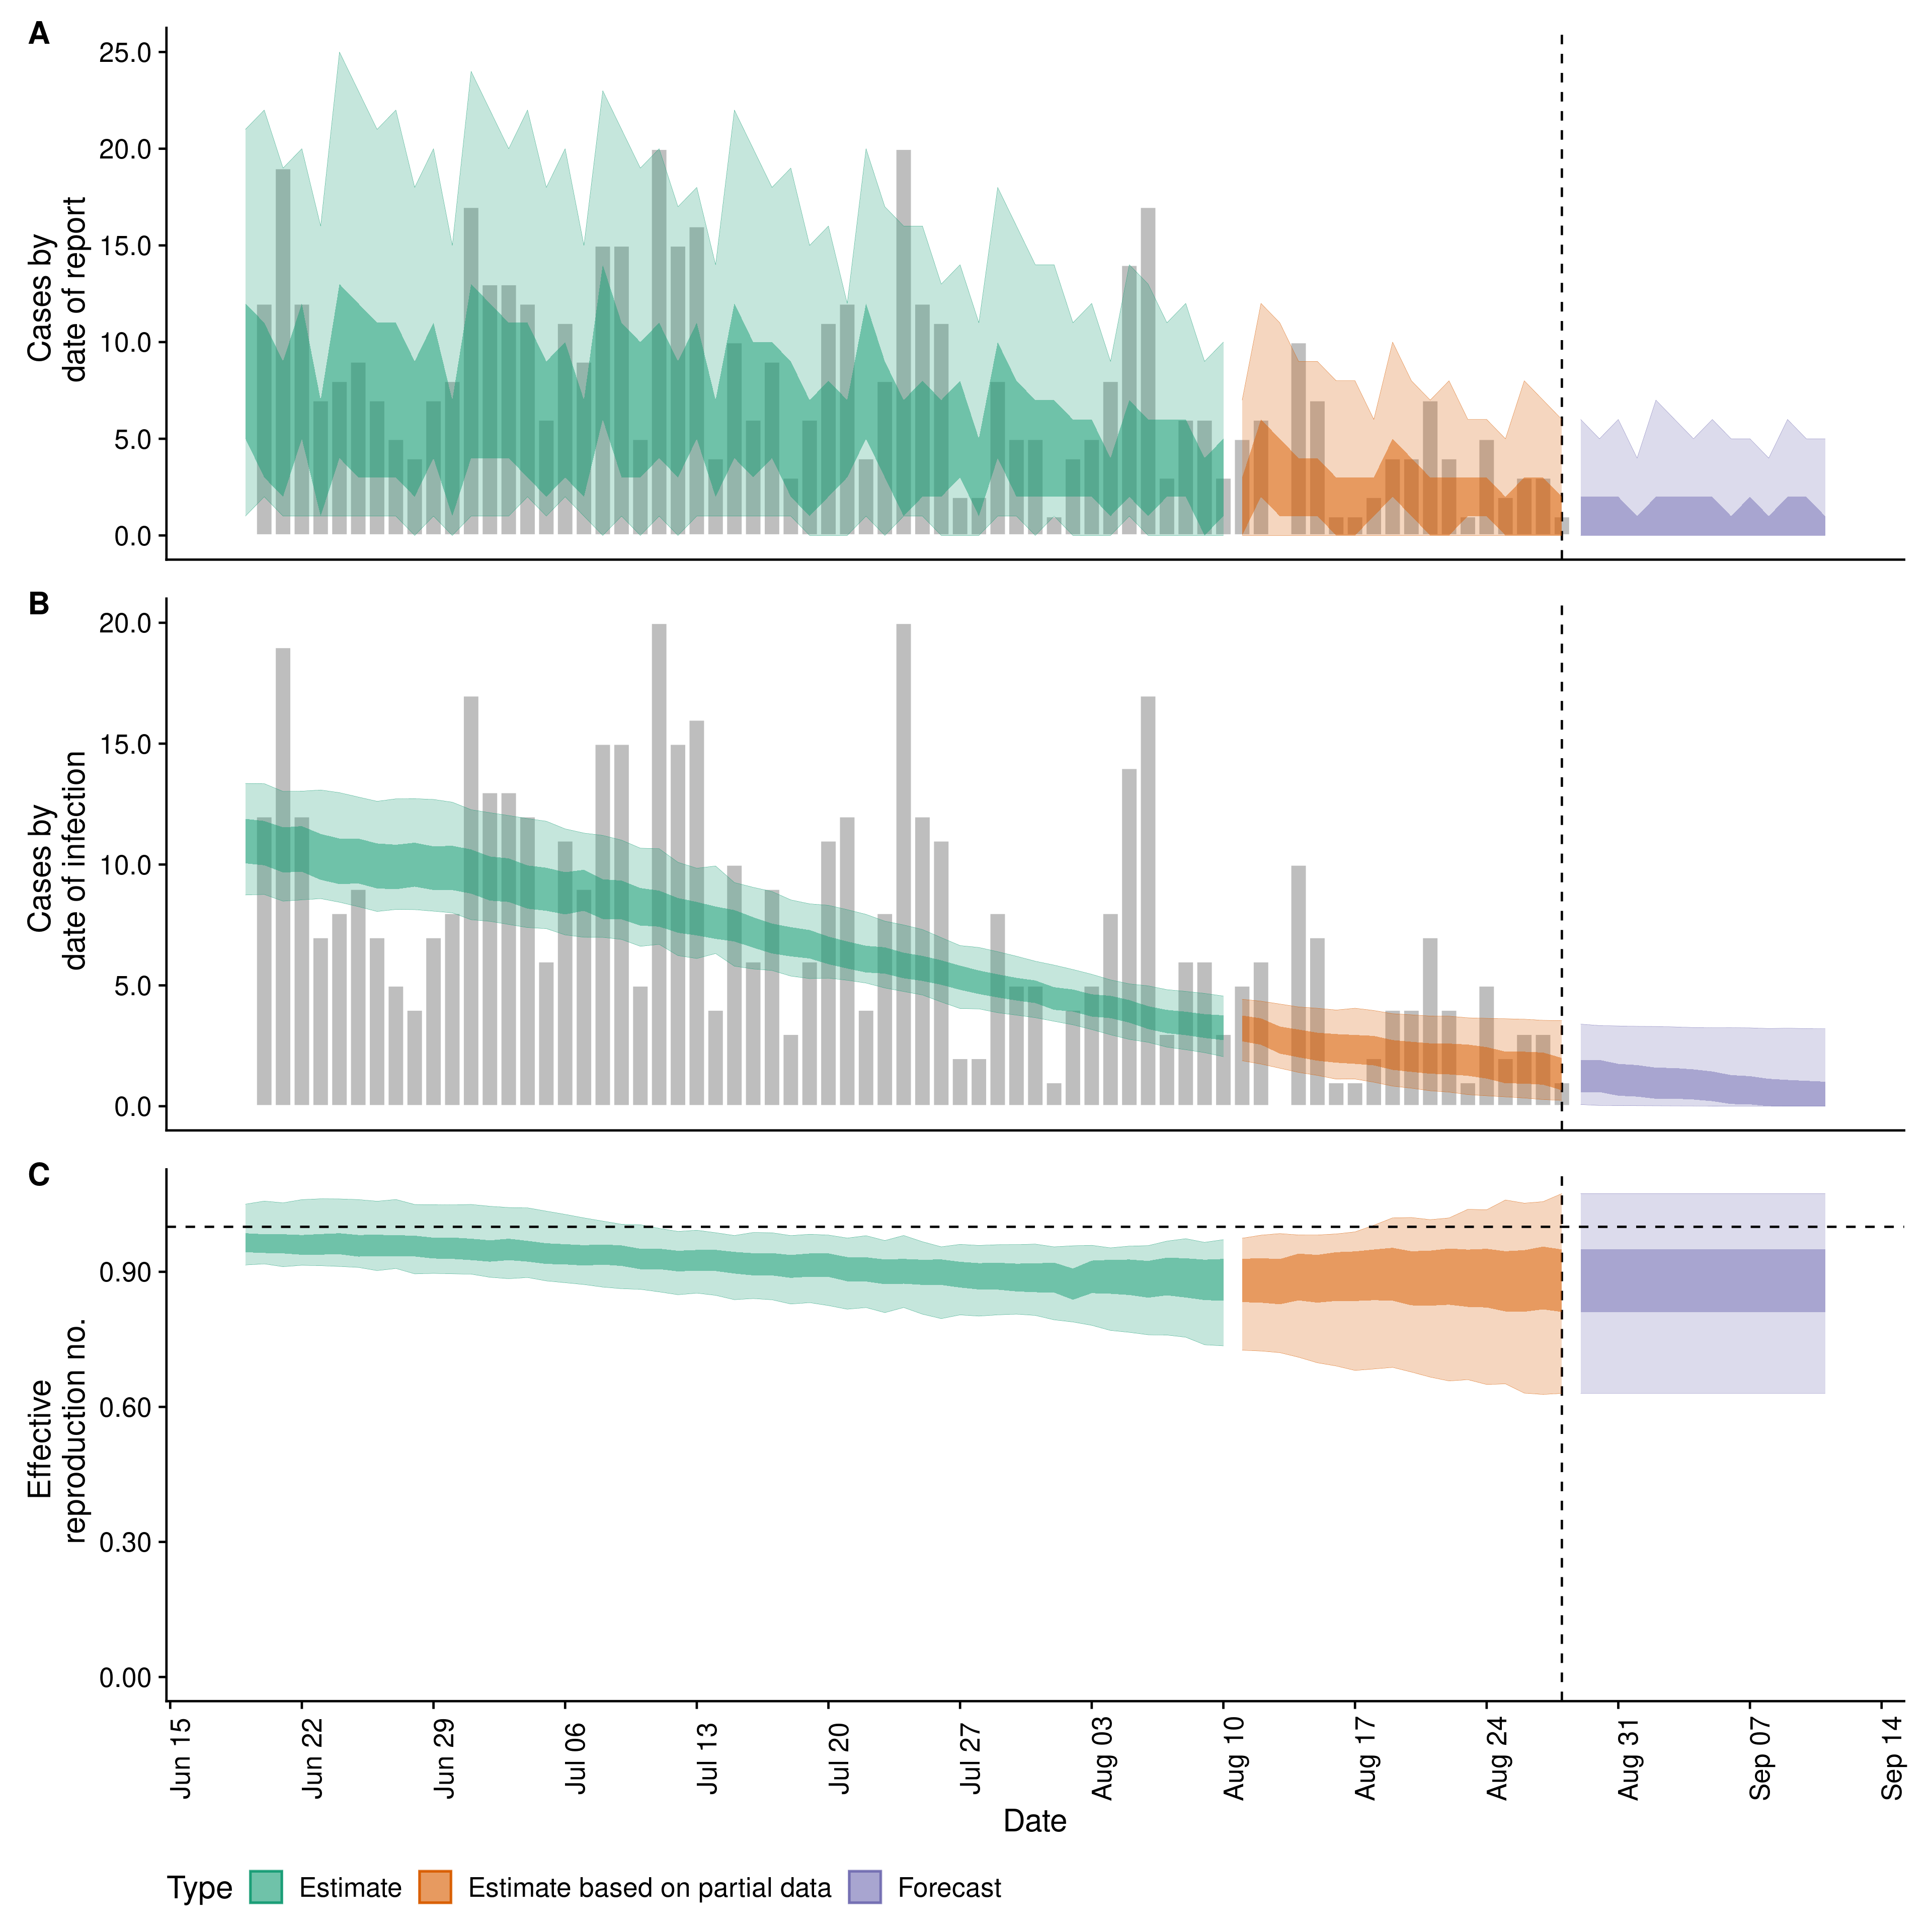 A
Cases by
date of report
25.0
20.0
15.0
10.0
5.0
0.0
B
Cases by
date of infection
20.0
15.0
10.0
5.0
0.0
C
Effective
reproduction no.
0.90
0.60
0.30
0.00
Jun 15
Jun 22
Jun 29
Jul 06
Jul 13
Jul 20
Jul 27
Aug 03
Aug 10
Aug 17
Aug 24
Aug 31
Sep 07
Sep 14
Date
Type Estimate Estimate based on partial data Forecast